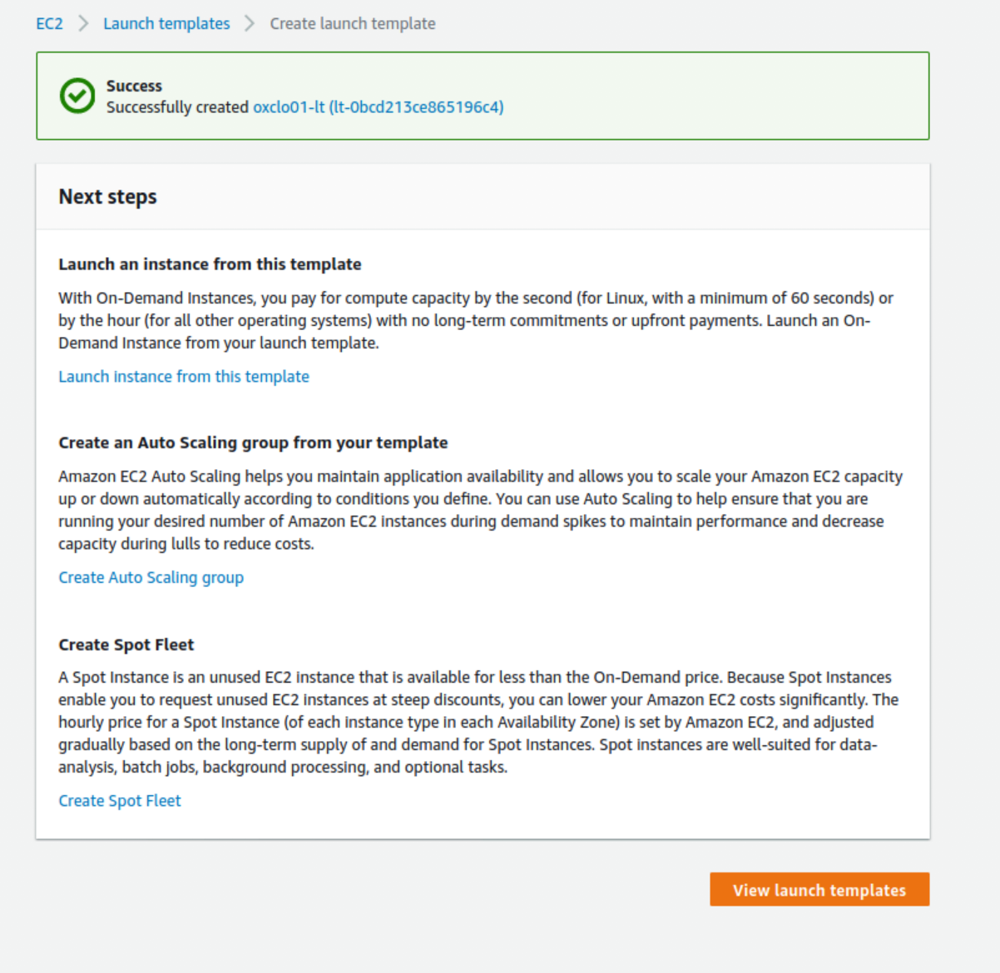 EC2 > Launch templates > Create launch template
Success
Successfully created oxclo01-lt (lt-0bcd213ce865196c4)
Next steps
Launch an instance from this template
With On-Demand Instances, you pay for compute capacity by the second (for Linux, with a minimum of 60 seconds) or
by the hour (for all other operating systems) with no long-term commitments or upfront payments. Launch an On-
Demand Instance from your launch template.
Launch instance from this template
Create an Auto Scaling group from your template
Amazon EC2 Auto Scaling helps you maintain application availability and allows you to scale your Amazon EC2 capacity
up or down automatically according to conditions you define. You can use Auto Scaling to help ensure that you are
running your desired number of Amazon EC2 instances during demand spikes to maintain performance and decrease
capacity during lulls to reduce costs.
Create Auto Scaling group
Create Spot Fleet
A Spot Instance is an unused EC2 instance that is available for less than the On-Demand price. Because Spot Instances
enable you to request unused EC2 instances at steep discounts, you can lower your Amazon EC2 costs significantly. The
hourly price for a Spot Instance (of each instance type in each Availability Zone) is set by Amazon EC2, and adjusted
gradually based on the long-term supply of and demand for Spot Instances. Spot instances are well-suited for data-
analysis, batch jobs, background processing, and optional tasks.
Create Spot Fleet
View launch templates